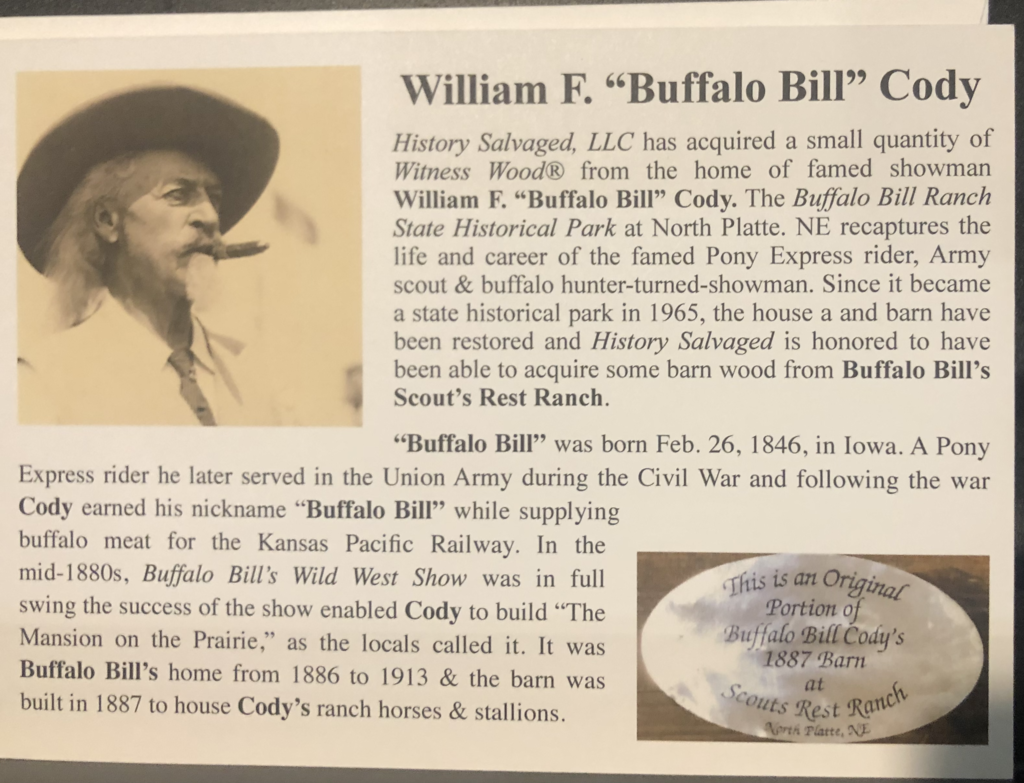 William F. “Buffalo Bill” Cody
History Salvaged, LLC has acquired a small quantity of
Witness Wood® from the home of famed showman
William F. “Buffalo Bill” Cody. The Buffalo Bill Ranch
State Historical Park at North Platte. NE recaptures the
life and career of the famed Pony Express rider, Army
scout & buffalo hunter-turned-showman. Since it became
a state historical park in 1965, the house a and barn have
been restored and History Salvaged is honored to have
been able to acquire some barn wood from Buffalo Bill’s
Scout’s Rest Ranch.
“Buffalo Bill” was born Feb. 26, 1846, in Iowa. A Pony
Express rider he later served in the Union Army during the Civil War and following the war
Cody earned his nickname “Buffalo Bill” while supplying
buffalo meat for the Kansas Pacific Railway. In the
mid-1880s, Buffalo Bill’s Wild West Show was in full
swing the success of the show enabled Cody to build “The
Mansion on the Prairie,” as the locals called it. It was
Buffalo Bill’s home from 1886 to 1913 & the barn was
built in 1887 to house Cody’s ranch horses & stallions.
This is an Original
Portion of
Buffalo Bill Cody's
1887 Barn
at
Scouts Rest Ranch
North Platte, NE